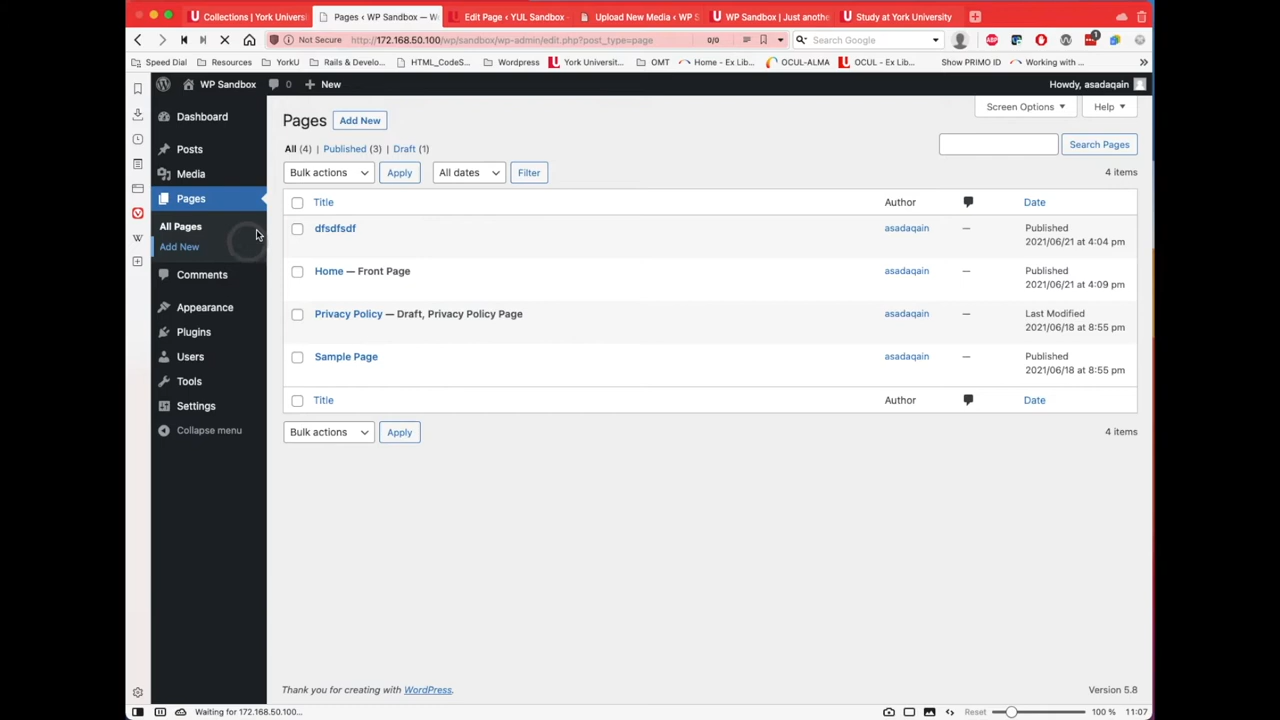 Collections | York Universi
Pages ‹ WP Sandbox — W
Edit Page ‹ YUL Sandbox -
Upload New Media ‹ WP S
WP Sandbox | Just anothe
Study at York University
Not Secure http://172.168.50.100/wp/sandbox/wp-admin/edit.php?post_type=page 0/0 Search Google 1
Speed Dial Resources YorkU Rails & Develo... HTML_CodeS... Wordpress York Universit... OMT Home - Ex Lib... OCUL-ALMA OCUL - Ex Lib... Show PRIMO ID Working with ...
WP Sandbox 0 New Howdy, asadaqain
Screen Options Help
Dashboard
Posts
Media
Pages
All Pages
Add New
Comments
Appearance
Plugins
Users
Tools
Settings
Collapse menu
Pages Add New
All (4) | Published (3) | Draft (1)
Search Pages
Bulk actions Apply All dates Filter 4 items
Title Author Date
dfsdfsdf asadaqain — Published
2021/06/21 at 4:04 pm
Home — Front Page asadaqain — Published
2021/06/21 at 4:09 pm
Privacy Policy — Draft, Privacy Policy Page asadaqain — Last Modified
2021/06/18 at 8:55 pm
Sample Page asadaqain — Published
2021/06/18 at 8:55 pm
Title Author Date
Bulk actions Apply 4 items
Thank you for creating with WordPress. Version 5.8
Waiting for 172.168.50.100... Reset 100 % 11:07